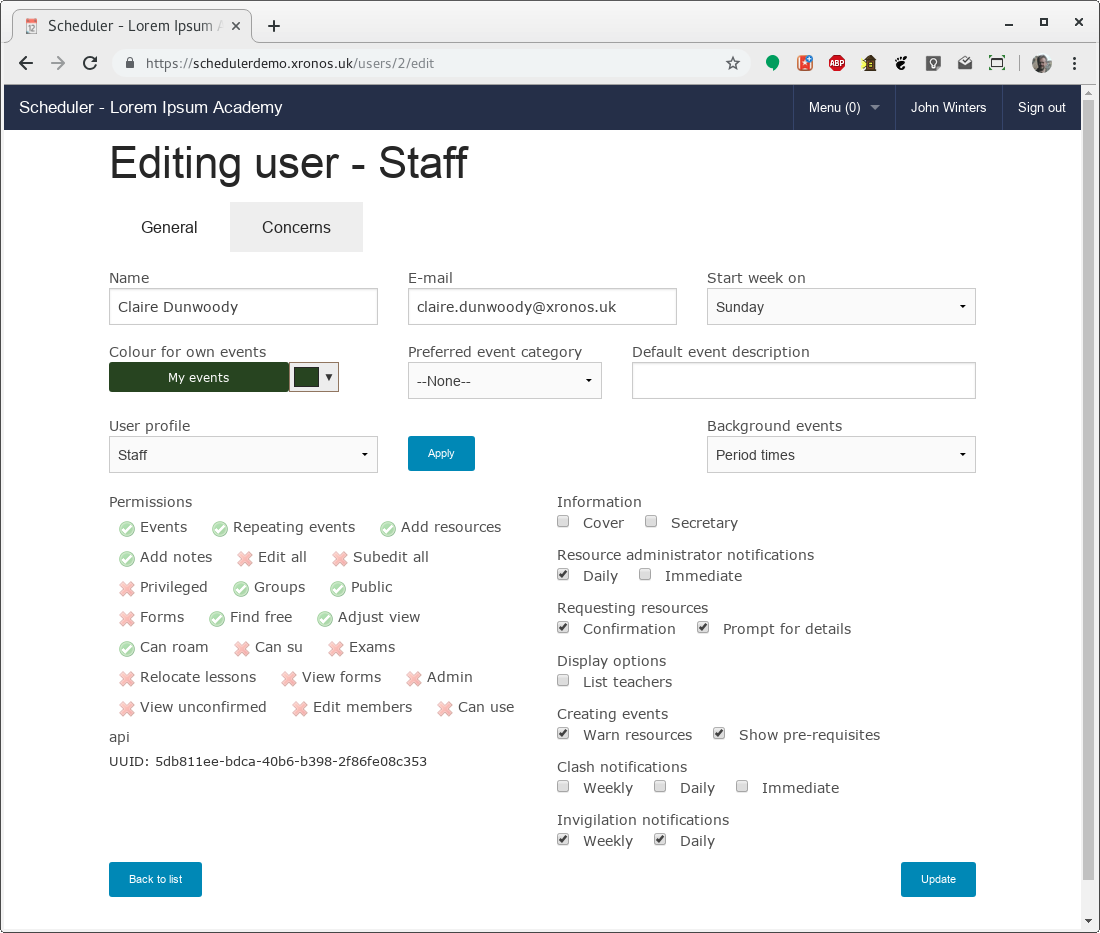 Scheduler - Lorem Ipsum A
https://schedulerdemo.xronos.uk/users/2/edit
ABP
Scheduler - Lorem Ipsum Academy Menu (0) John Winters Sign out
Editing user - Staff
General Concerns
Name E-mail Start week on
Claire Dunwoody claire.dunwoody@xronos.uk Sunday
Colour for own events Preferred event category Default event description
My events --None--
User profile Background events
Staff Apply Period times
Permissions
Events Repeating events Add resources
Add notes Edit all Subedit all
Privileged Groups Public
Forms Find free Adjust view
Can roam Can su Exams
Relocate lessons View forms Admin
View unconfirmed Edit members Can use
api
UUID: 5db811ee-bdca-40b6-b398-2f86fe08c353
Information
Cover Secretary
Resource administrator notifications
Daily Immediate
Requesting resources
Confirmation Prompt for details
Display options
List teachers
Creating events
Warn resources Show pre-requisites
Clash notifications
Weekly Daily Immediate
Invigilation notifications
Weekly Daily
Back to list Update